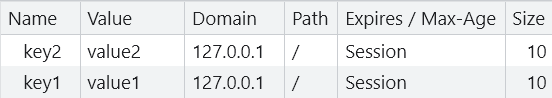 Name Value Domain Path Expires / Max-Age Size
key2 value2 127.0.0.1 / Session 10
key1 value1 127.0.0.1 / Session 10